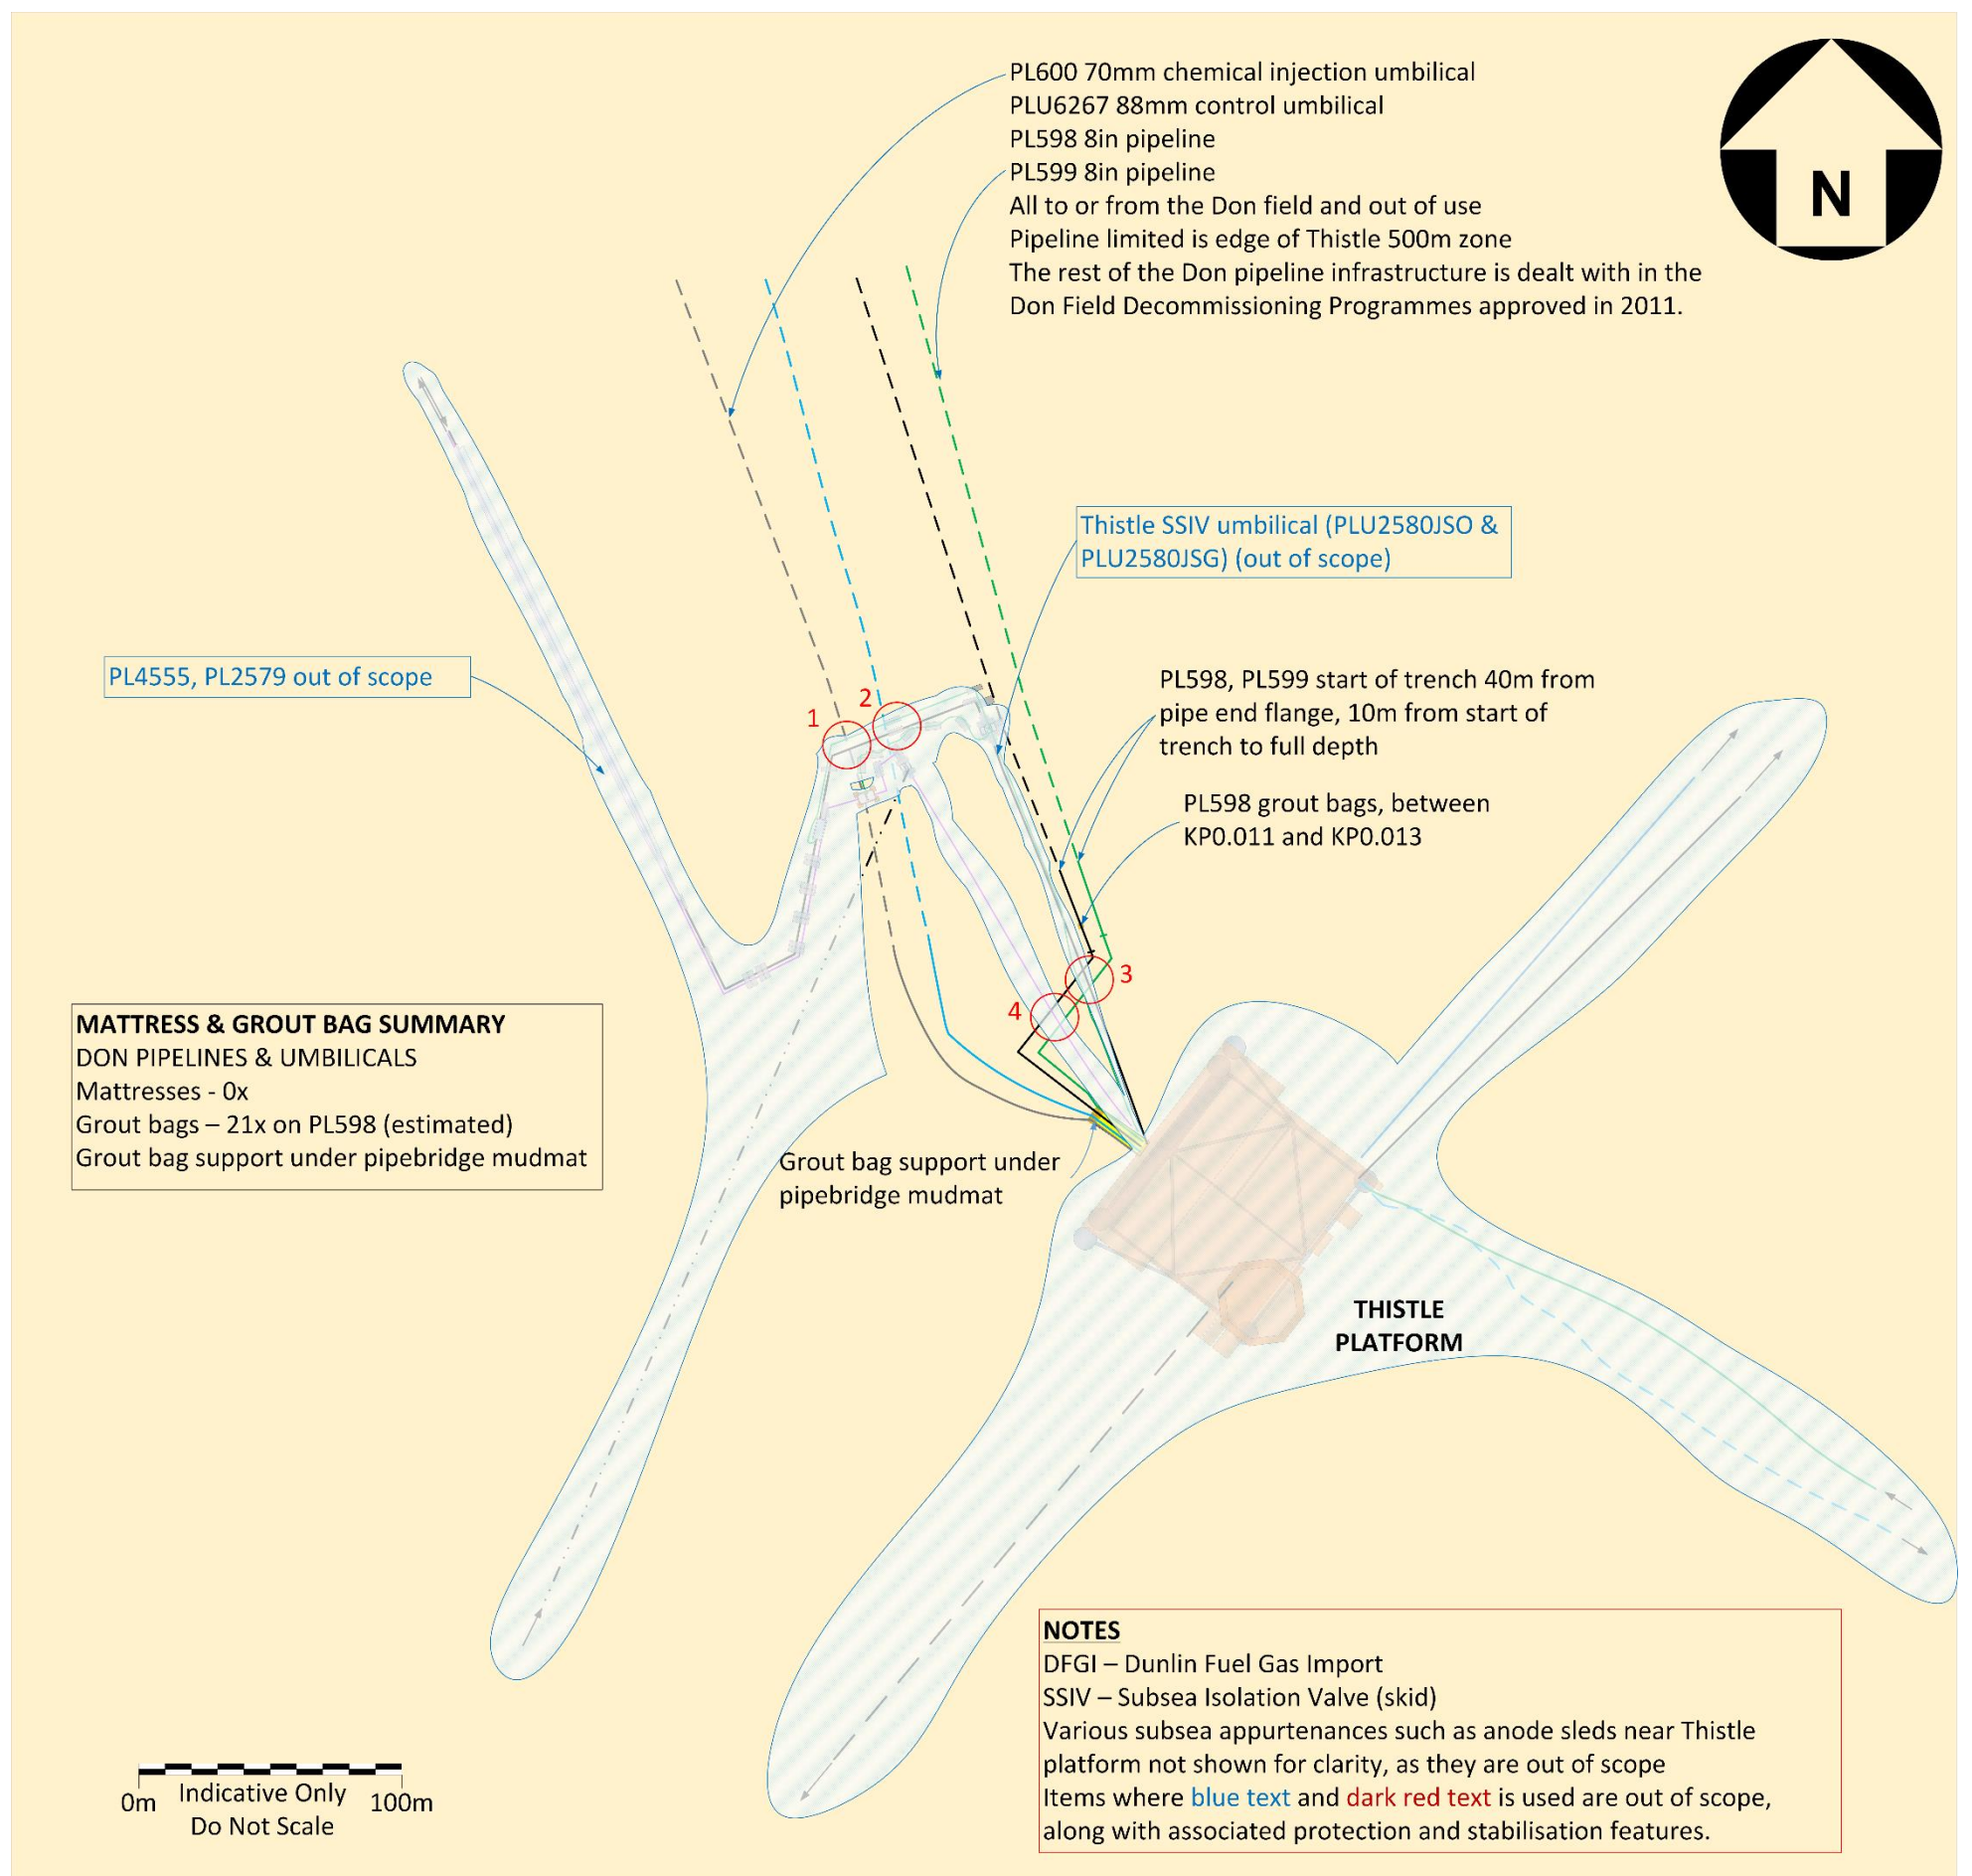 PL600 70mm chemical injection umbilical
PLU6267 88mm control umbilical
PL598 8in pipeline
PL599 8in pipeline
All to or from the Don field and out of use
Pipeline limited is edge of Thistle 500m zone
The rest of the Don pipeline infrastructure is dealt with in the
Don Field Decommissioning Programmes approved in 2011.
N
Thistle SSIV umbilical (PLU2580JSO &
PLU2580JSG) (out of scope)
PL4555, PL2579 out of scope
PL598, PL599 start of trench 40m from
pipe end flange, 10m from start of
trench to full depth
1
2
PL598 grout bags, between
KP0.011 and KP0.013
3
4
MATTRESS & GROUT BAG SUMMARY
DON PIPELINES & UMBILICALS
Mattresses - 0x
Grout bags – 21x on PL598 (estimated)
Grout bag support under pipebridge mudmat
Grout bag support under
pipebridge mudmat
THISTLE
PLATFORM
NOTES
DFGI – Dunlin Fuel Gas Import
SSIV – Subsea Isolation Valve (skid)
Various subsea appurtenances such as anode sleds near Thistle
platform not shown for clarity, as they are out of scope
Items where blue text and dark red text is used are out of scope,
along with associated protection and stabilisation features.
0m
Indicative Only
100m
Do Not Scale